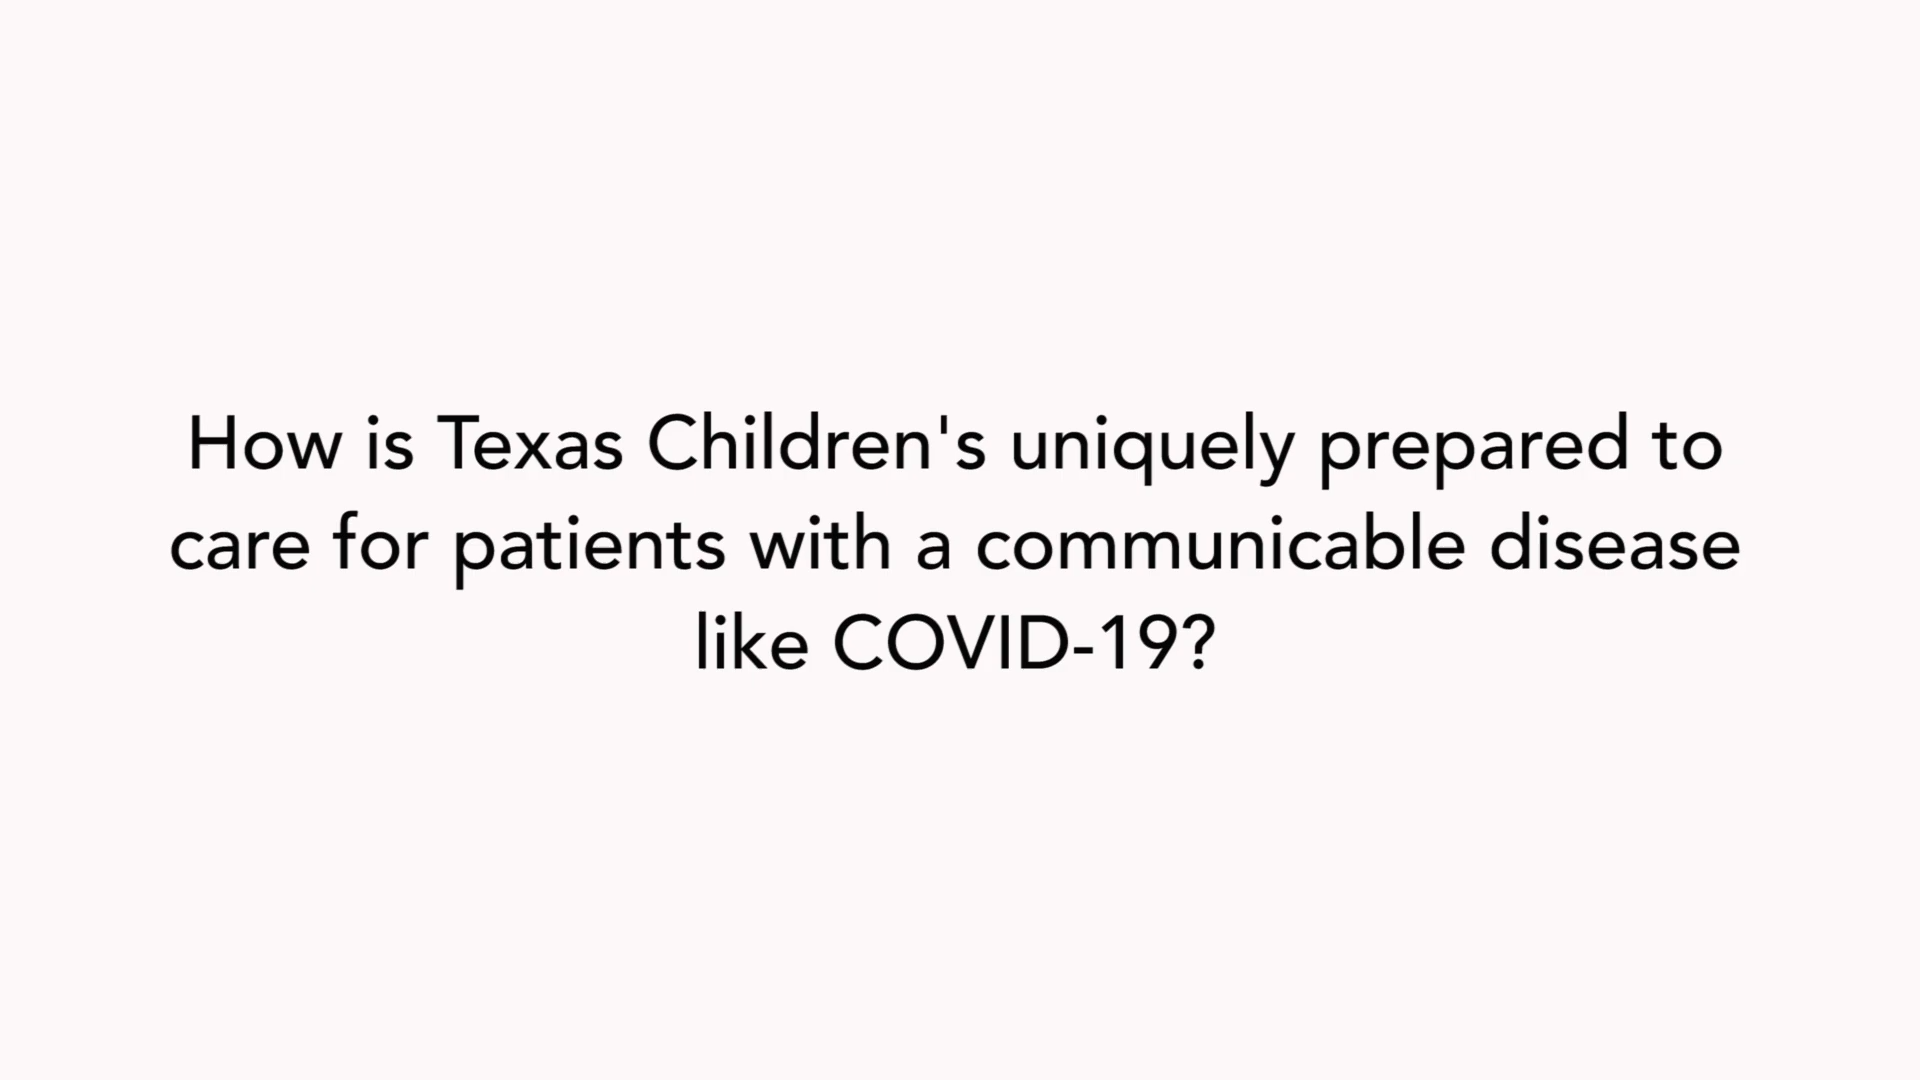 How is Texas Children's uniquely prepared to
care for patients with a communicable disease
like COVID-19?